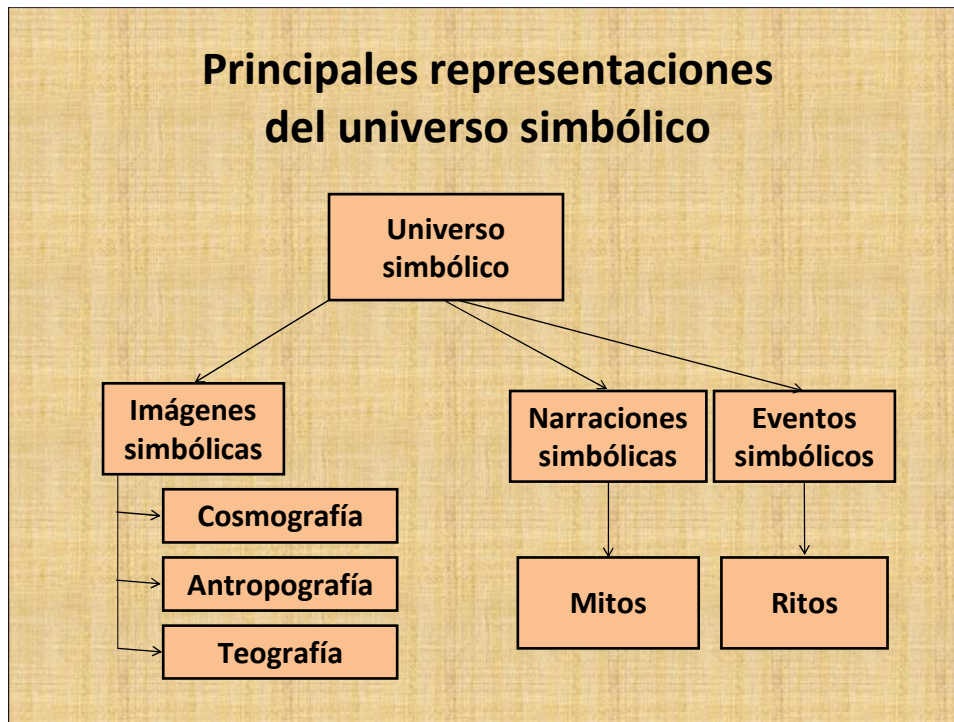 Principales representaciones
del universo simbólico
Universo
simbólico
Imágenes
simbólicas
Cosmografía
Antropografía
Teografía
Narraciones
simbólicas
Mitos
Eventos
simbólicos
Ritos